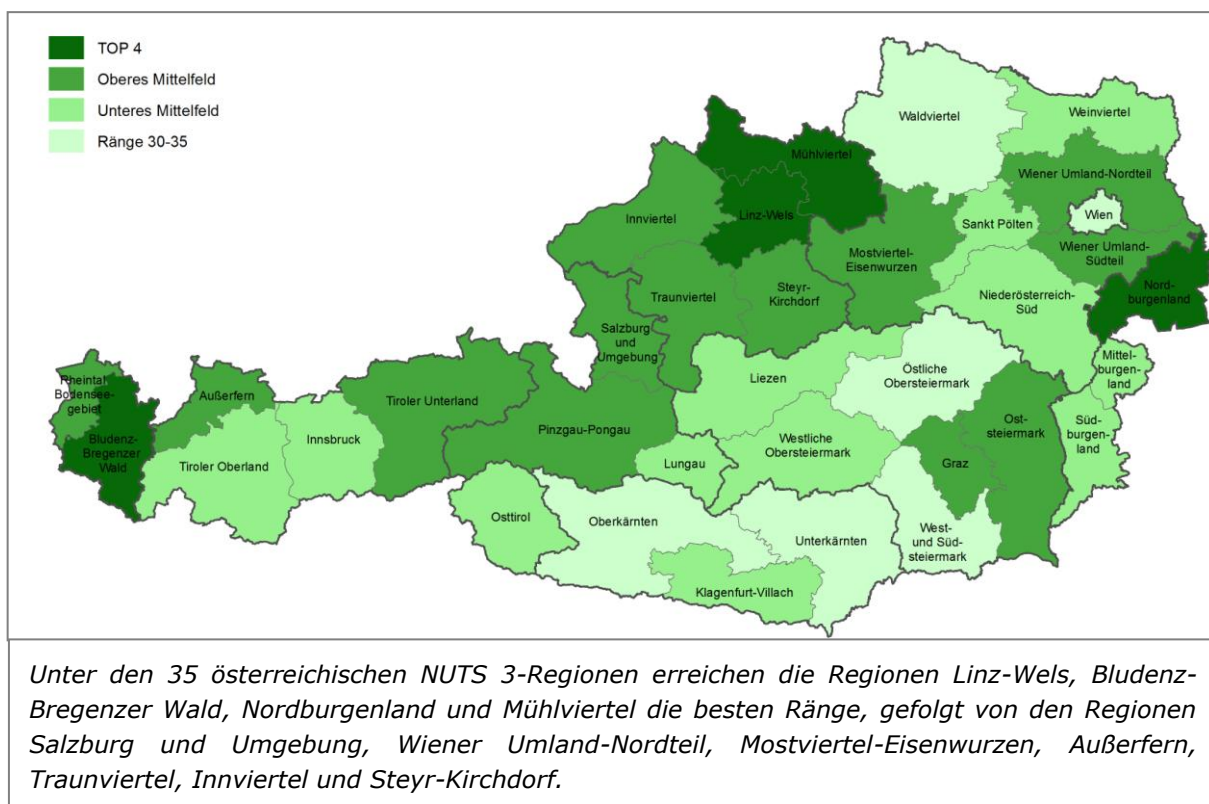 TOP 4
Oberes Mittelfeld
Unteres Mittelfeld
Ränge 30-35
Waldviertel
Weinviertel
Mühlviertel
Wiener Umland-Nordteil
Innviertel
Linz-Wels
Wien
Sankt Pölten
Mostviertel-
Eisenwurzen
Wiener Umland-
Südteil
Nord-
burgenland
Traunviertel
Steyr-
Kirchdorf
Niederösterreich-
Süd
Salzburg
und
Umgebung
Mittel-
burgen-
land
Liezen
Östliche
Obersteiermark
Rheintal-
Bodensee-
gebiet
Außerfern
Tiroler Unterland
Ost-
steiermark
Süd-
burgen-
land
Bludenz-
Bregenzer
Wald
Innsbruck
Pinzgau-Pongau
Westliche
Obersteiermark
Graz
Tiroler Oberland
Lungau
Osttirol
Oberkärnten
Unterkärnten
West-
und Süd-
steiermark
Klagenfurt-Villach
Unter den 35 österreichischen NUTS 3-Regionen erreichen die Regionen Linz-Wels, Bludenz-
Bregenzer Wald, Nordburgenland und Mühlviertel die besten Ränge, gefolgt von den Regionen
Salzburg und Umgebung, Wiener Umland-Nordteil, Mostviertel-Eisenwurzen, Außerfern,
Traunviertel, Innviertel und Steyr-Kirchdorf.